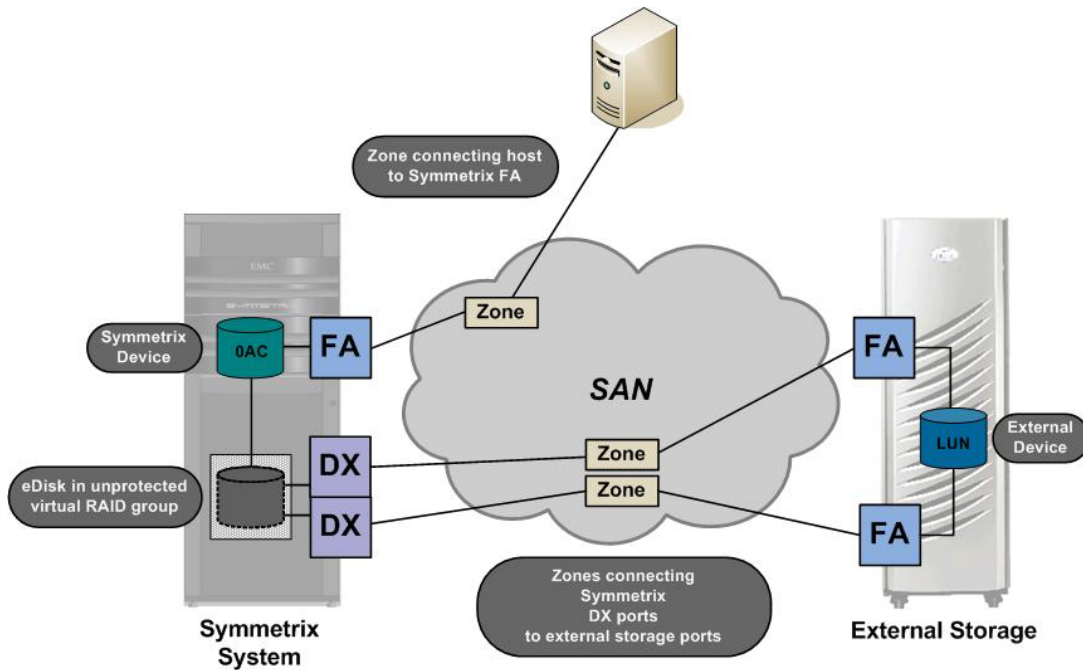 Zone connecting host
to Symmetrix FA
EMC
Zone
Symmetrix
Device
0AC
FA
FA
SAN
LUN
External
Device
eDisk in unprotected
virtual RAID group
DX
DX
Zone
Zone
FA
Zones connecting
Symmetrix
DX ports
to external storage ports
Symmetrix
System
External Storage